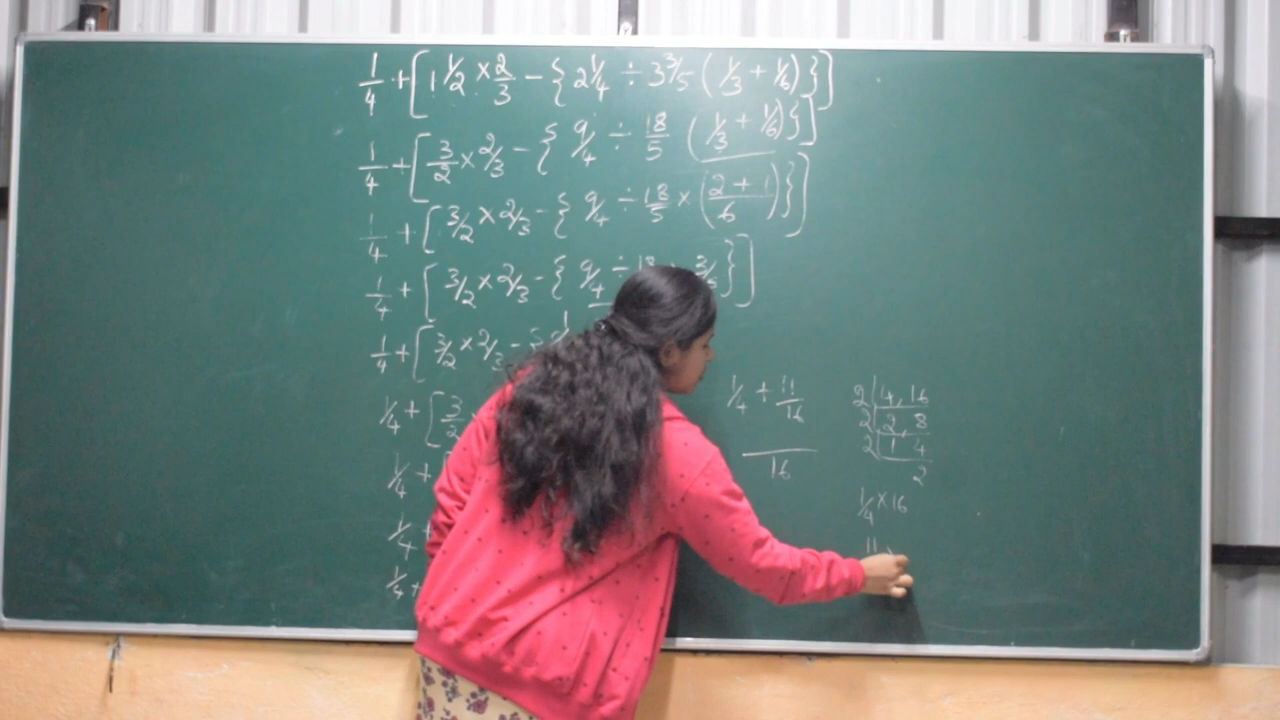 1/4 + [1 1/2 × 2/3 - {2 1/4 ÷ 3 3/5 (1/3 + 1/6)}]
1/4 + [3/2 × 2/3 - {9/4 ÷ 18/5 (1/3 + 1/6)}]
1/4 + [3/2 × 2/3 - {9/4 ÷ 18/5 × (2 + 1 / 6)}]
1/4 + [3/2 × 2/3 - {9/4 ÷ 18 3/6}]
1/4 + [3/2 × 2/3 - {
1/4 + [3/2
1/4 +
1/4 +
1/4 +
1/4 + 11/16
16
2 | 4, 16
2 | 2, 8
2 | 1 4
2
1/4 × 16
11